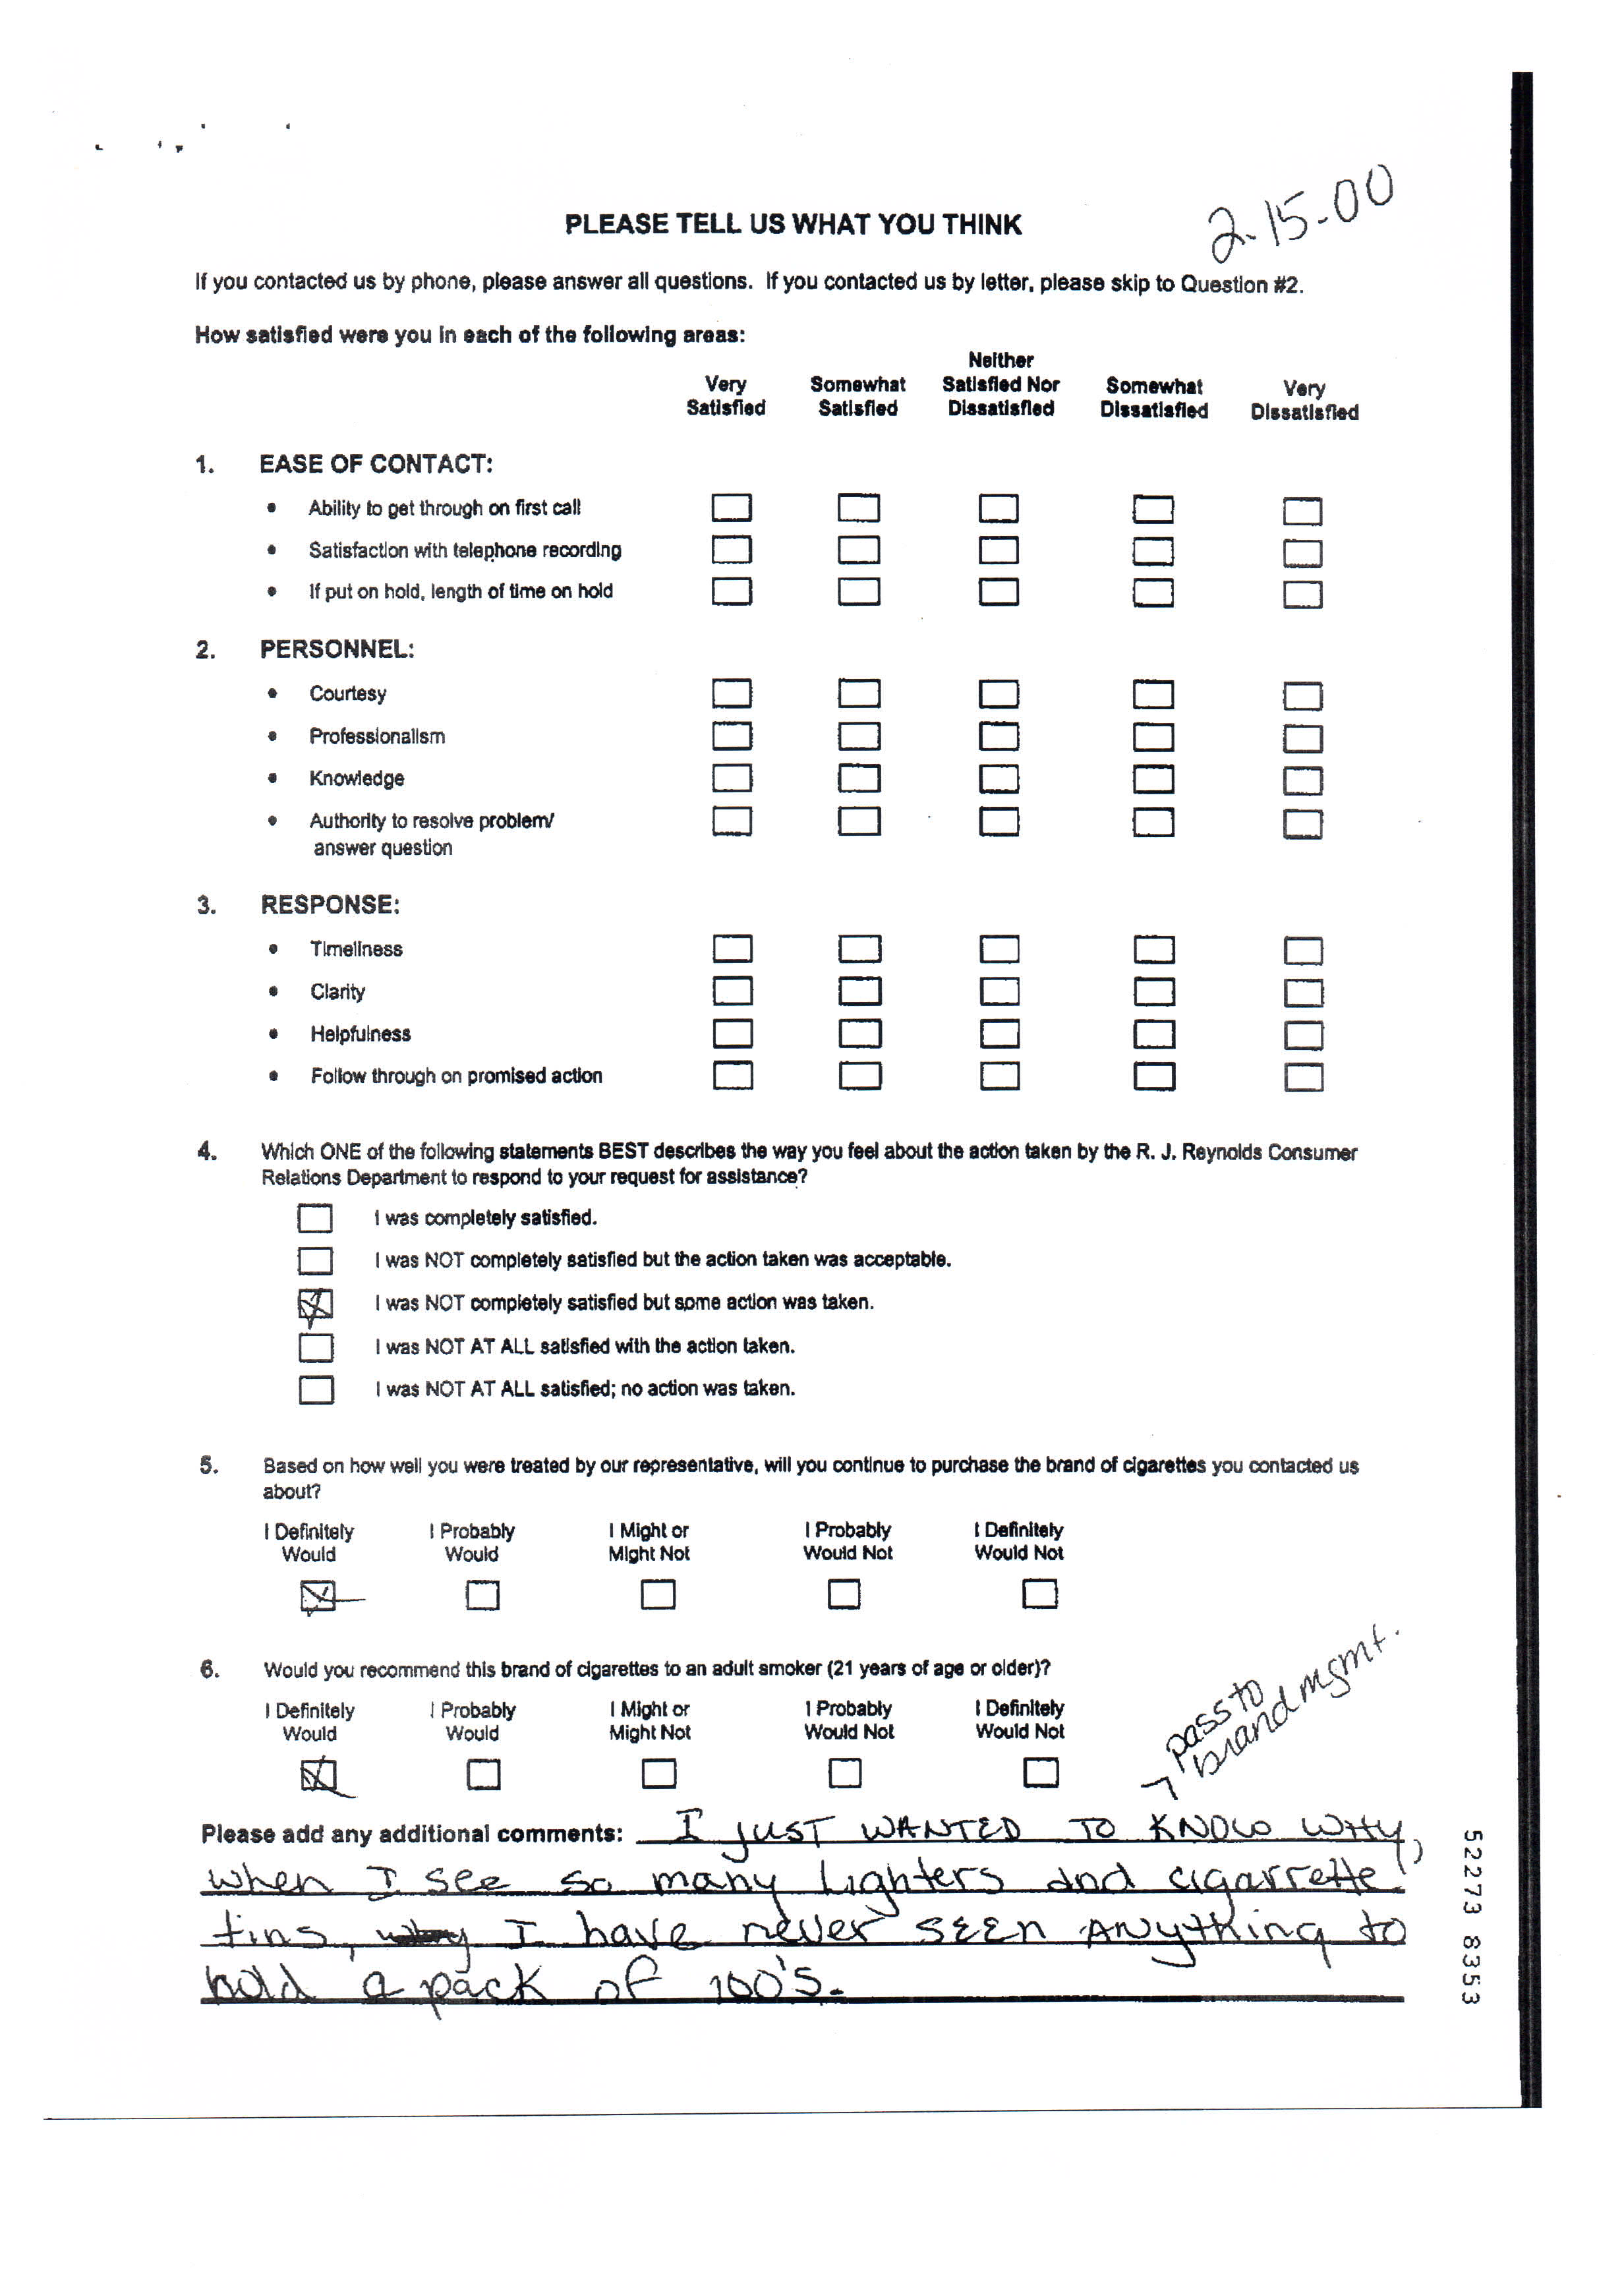 2-15-00
PLEASE TELL US WHAT YOU THINK
If you contacted us by phone, please answer all questions. If you contacted us by letter, please skip to Question #2.
How satisfied were you in each of the following areas:
Very Satisfied Somewhat Satisfied Neither Satisfied Nor Dissatisfied Somewhat Dissatisfied Very Dissatisfied
1. EASE OF CONTACT:
• Ability to get through on first call
• Satisfaction with telephone recording
• If put on hold, length of time on hold
2. PERSONNEL:
• Courtesy
• Professionalism
• Knowledge
• Authority to resolve problem/
answer question
3. RESPONSE:
• Timeliness
• Clarity
• Helpfulness
• Follow through on promised action
4. Which ONE of the following statements BEST describes the way you feel about the action taken by the R. J. Reynolds Consumer
Relations Department to respond to your request for assistance?
I was completely satisfied.
I was NOT completely satisfied but the action taken was acceptable.
I was NOT completely satisfied but some action was taken.
I was NOT AT ALL satisfied with the action taken.
I was NOT AT ALL satisfied; no action was taken.
5. Based on how well you were treated by our representative, will you continue to purchase the brand of cigarettes you contacted us
about?
I Definitely Would I Probably Would I Might or Might Not I Probably Would Not I Definitely Would Not
6. Would you recommend this brand of cigarettes to an adult smoker (21 years of age or older)?
I Definitely Would I Probably Would I Might or Might Not I Probably Would Not I Definitely Would Not
pass to
brand mgmt.
Please add any additional comments: I JUST WANTED TO KNOW WHY,
when I see so many lighters and cigarrette
tins, I have never seen Anything to
hold a pack of 100's.
52273 8353